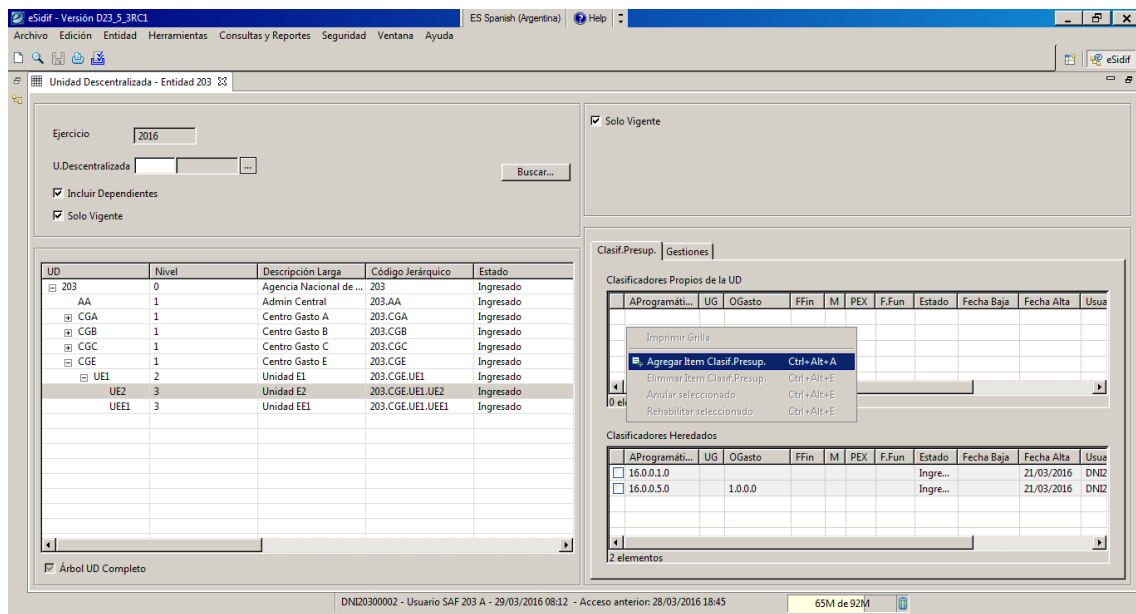 eSidif - Versión D23_5_3RC1 ES Spanish (Argentina) Help
Archivo Edición Entidad Herramientas Consultas y Reportes Seguridad Ventana Ayuda
eSidif
Unidad Descentralizada - Entidad 203
Ejercicio 2016
U.Descentralizada ...
Buscar...
Incluir Dependientes
Solo Vigente
UD Nivel Descripción Larga Código Jerárquico Estado
203 0 Agencia Nacional de ... 203 Ingresado
AA 1 Admin Central 203.AA Ingresado
CGA 1 Centro Gasto A 203.CGA Ingresado
CGB 1 Centro Gasto B 203.CGB Ingresado
CGC 1 Centro Gasto C 203.CGC Ingresado
CGE 1 Centro Gasto E 203.CGE Ingresado
UE1 2 Unidad E1 203.CGE.UE1 Ingresado
UE2 3 Unidad E2 203.CGE.UE1.UE2 Ingresado
UEE1 3 Unidad EE1 203.CGE.UE1.UEE1 Ingresado
Árbol UD Completo
Solo Vigente
Clasif.Presup. Gestiones
Clasificadores Propios de la UD
AProgramáti... UG OGasto FFin M PEX F.Fun Estado Fecha Baja Fecha Alta Usua
Imprimir Grilla
Agregar Item Clasif.Presup. Ctrl+Alt+A
Eliminar Item Clasif.Presup. Ctrl+Alt+E
Anular seleccionado Ctrl+Alt+E
Rehabilitar seleccionado Ctrl+Alt+E
0 el
Clasificadores Heredados
AProgramáti... UG OGasto FFin M PEX F.Fun Estado Fecha Baja Fecha Alta Usua
16.0.0.1.0 Ingre... 21/03/2016 DNI2
16.0.0.5.0 1.0.0.0 Ingre... 21/03/2016 DNI2
2 elementos
DNI20300002 - Usuario SAF 203 A - 29/03/2016 08:12 - Acceso anterior: 28/03/2016 18:45 65M de 92M